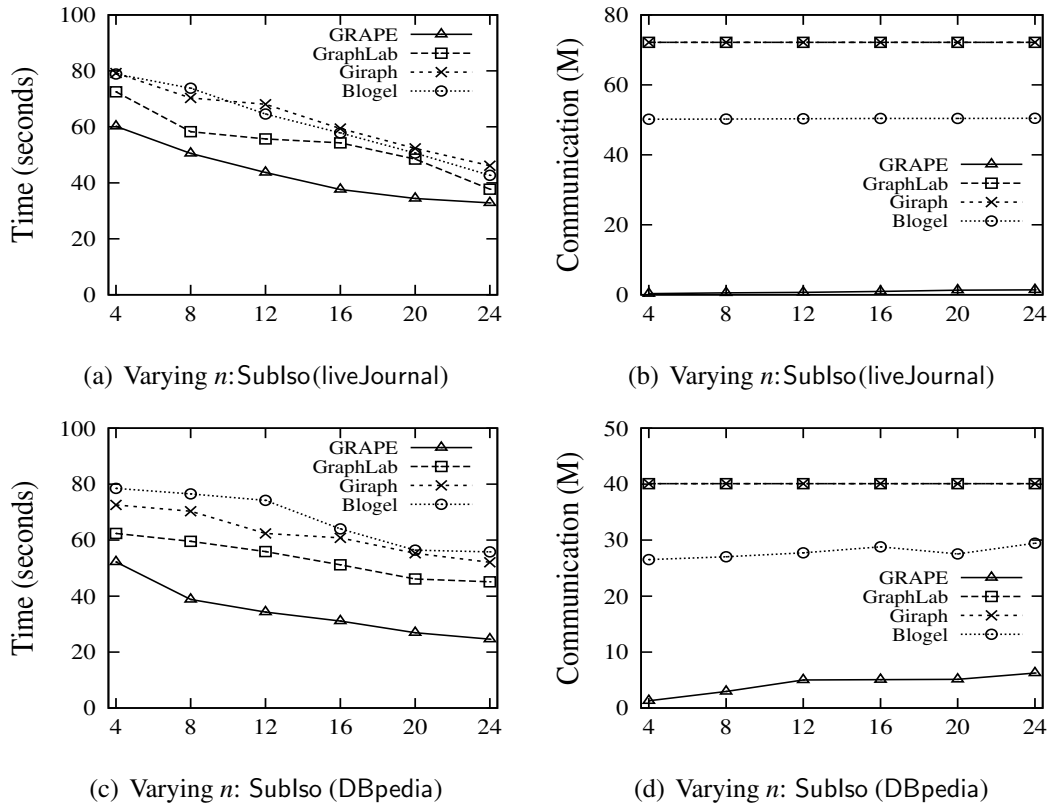 Time (seconds)
100
80
60
40
20
0
4 8 12 16 20 24
GRAPE
GraphLab
Giraph
Blogel
(a) Varying n:SubIso(liveJournal)
Communication (M)
80
60
40
20
0
4 8 12 16 20 24
GRAPE
GraphLab
Giraph
Blogel
(b) Varying n:SubIso(liveJournal)
Time (seconds)
100
80
60
40
20
0
4 8 12 16 20 24
GRAPE
GraphLab
Giraph
Blogel
(c) Varying n: SubIso (DBpedia)
Communication (M)
50
40
30
20
10
0
4 8 12 16 20 24
GRAPE
GraphLab
Giraph
Blogel
(d) Varying n: SubIso (DBpedia)